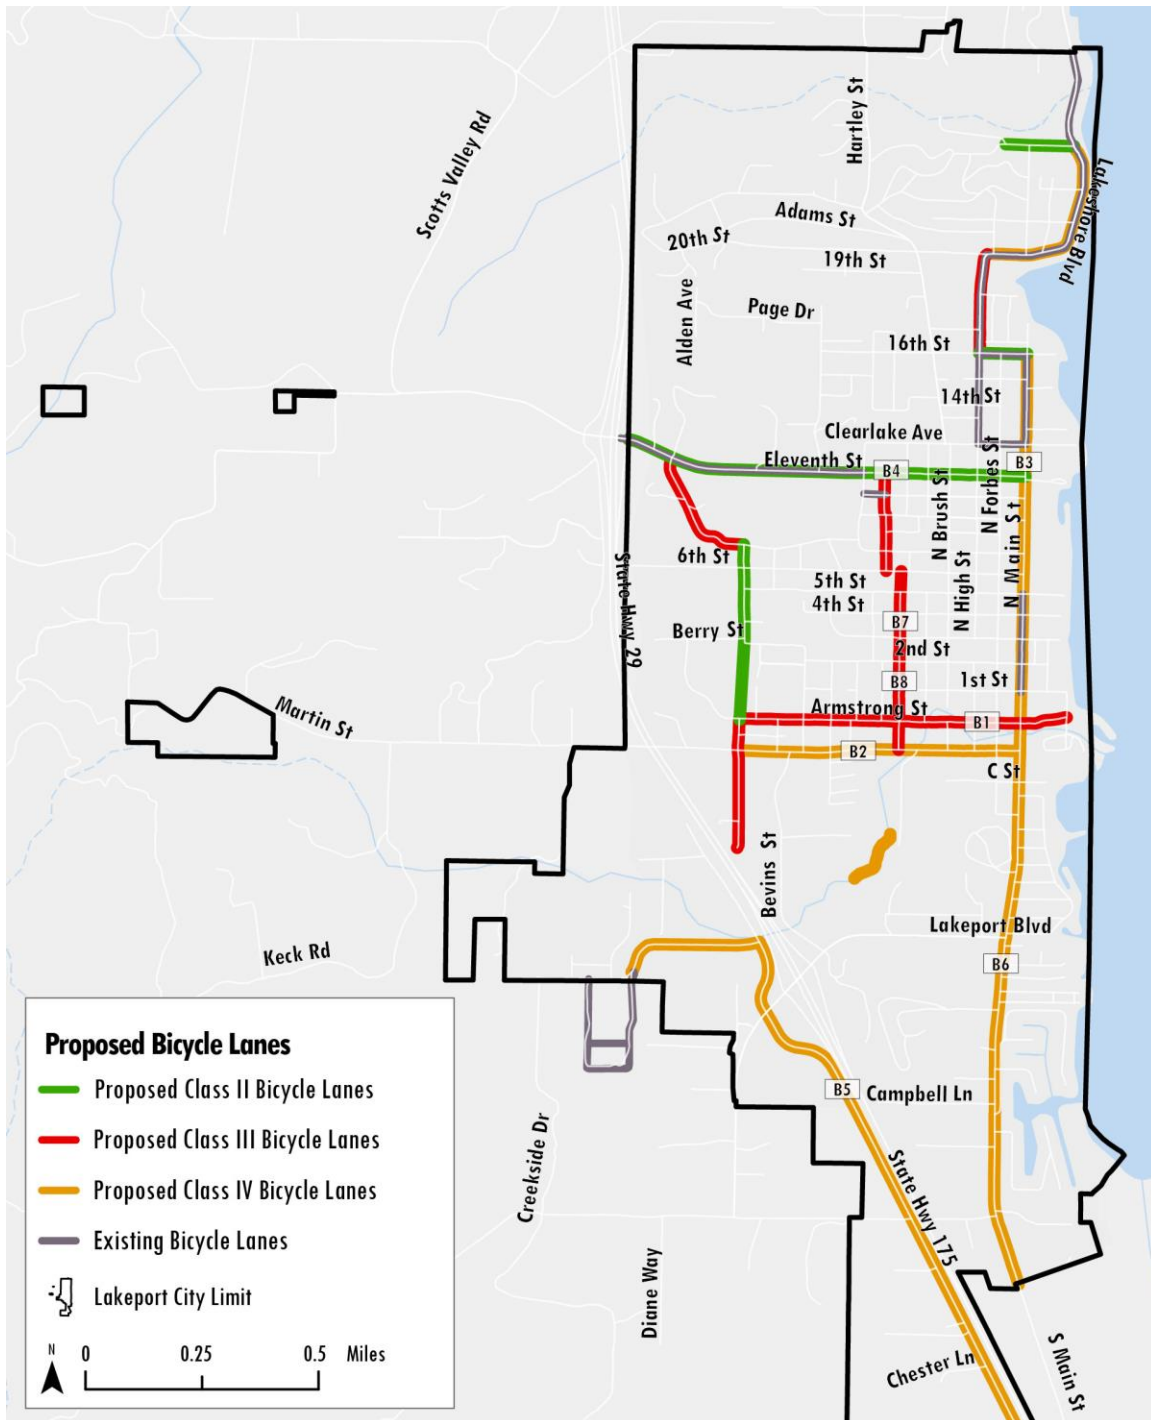 Hartley St
Scotts Valley Rd
Lakeshore Blvd
Adams St
20th St
19th St
Alden Ave
Page Dr
16th St
14th St
Clearlake Ave
N Forbes St
Eleventh St
B4
B3
N Brush St
N Main St
6th St
State Hwy 29
5th St
4th St
N High St
B7
Berry St
2nd St
B8
1st St
Martin St
Armstrong St
B1
B2
C St
Bevins St
Lakeport Blvd
Keck Rd
B6
B5
Campbell Ln
Creekside Dr
State Hwy 175
Diane Way
Chester Ln
S Main St
Proposed Bicycle Lanes
Proposed Class II Bicycle Lanes
Proposed Class III Bicycle Lanes
Proposed Class IV Bicycle Lanes
Existing Bicycle Lanes
Lakeport City Limit
N
0 0.25 0.5 Miles